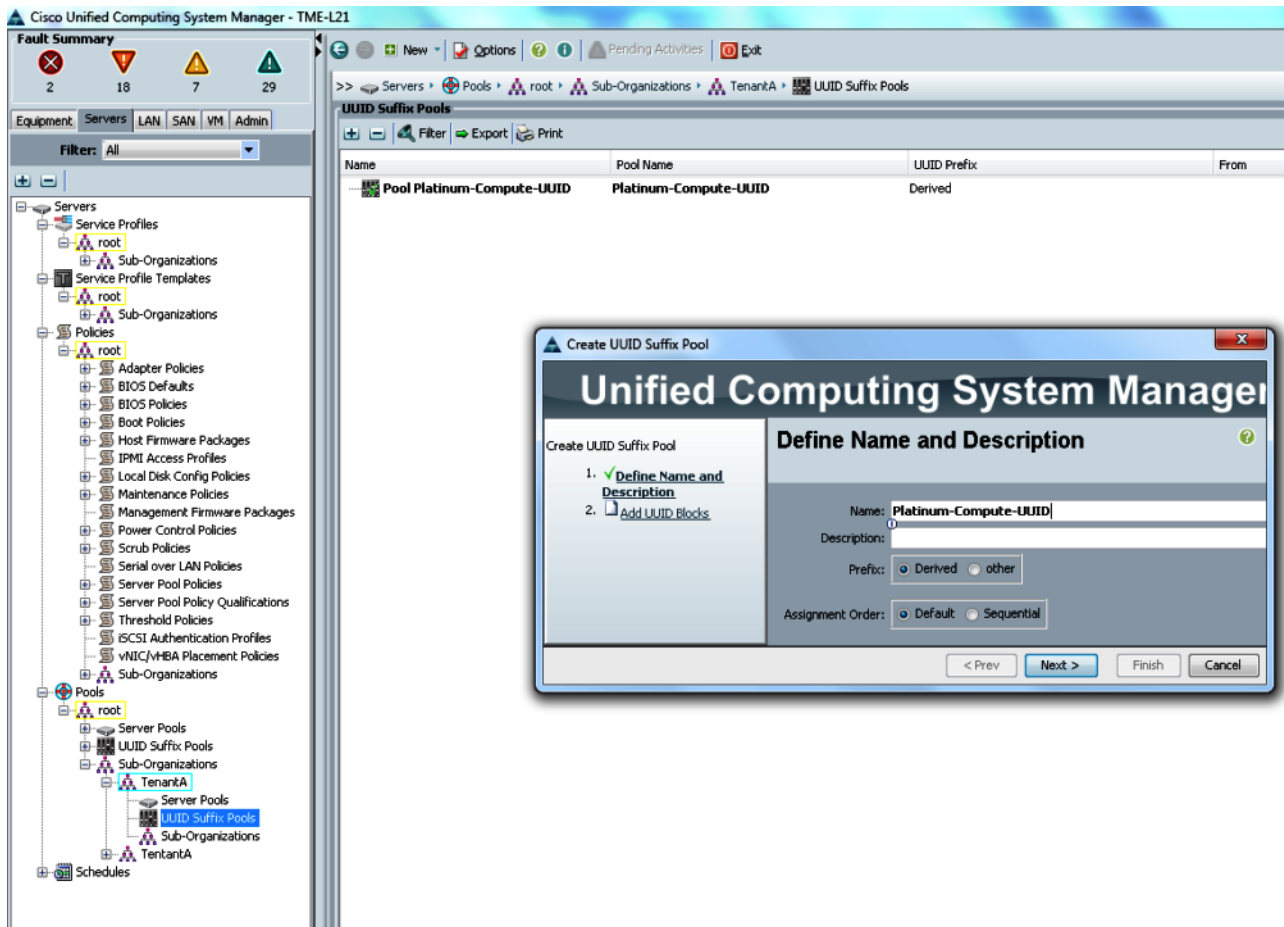 Cisco Unified Computing System Manager - TME-L21
Fault Summary
2 18 7 29
Equipment Servers LAN SAN VM Admin
Filter: All
Servers
Service Profiles
root
Sub-Organizations
Service Profile Templates
root
Sub-Organizations
Policies
root
Adapter Policies
BIOS Defaults
BIOS Policies
Boot Policies
Host Firmware Packages
IPMI Access Profiles
Local Disk Config Policies
Maintenance Policies
Management Firmware Packages
Power Control Policies
Scrub Policies
Serial over LAN Policies
Server Pool Policies
Server Pool Policy Qualifications
Threshold Policies
iSCSI Authentication Profiles
vNIC/vHBA Placement Policies
Sub-Organizations
Pools
root
Server Pools
UUID Suffix Pools
Sub-Organizations
TenantA
Server Pools
UUID Suffix Pools
Sub-Organizations
TentantA
Schedules
New Options Pending Activities Exit
>> Servers Pools root Sub-Organizations TenantA UUID Suffix Pools
UUID Suffix Pools
Filter Export Print
Name Pool Name UUID Prefix From
Pool Platinum-Compute-UUID Platinum-Compute-UUID Derived
Create UUID Suffix Pool
Unified Computing System Manager
Create UUID Suffix Pool
1. Define Name and
Description
2. Add UUID Blocks
Define Name and Description
Name: Platinum-Compute-UUID
Description:
Prefix: Derived other
Assignment Order: Default Sequential
< Prev Next > Finish Cancel